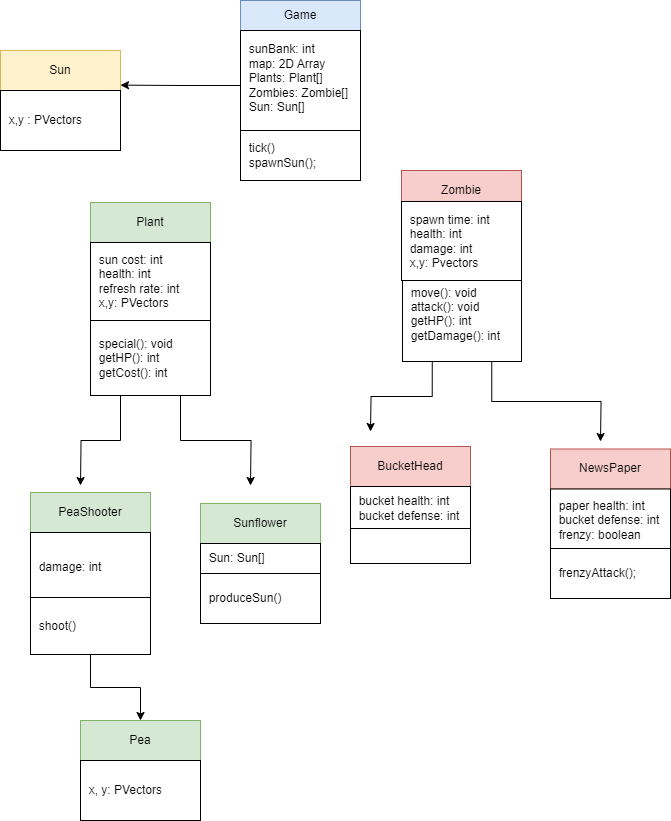 Game
sunBank: int
map: 2D Array
Plants: Plant[]
Zombies: Zombie[]
Sun: Sun[]
tick()
spawnSun();
Sun
x,y : PVectors
Plant
sun cost: int
health: int
refresh rate: int
x,y: PVectors
special(): void
getHP(): int
getCost(): int
Zombie
spawn time: int
health: int
damage: int
x,y: Pvectors
move(): void
attack(): void
getHP(): int
getDamage(): int
PeaShooter
damage: int
shoot()
Sunflower
Sun: Sun[]
produceSun()
BucketHead
bucket health: int
bucket defense: int
NewsPaper
paper health: int
bucket defense: int
frenzy: boolean
frenzyAttack();
Pea
x, y: PVectors